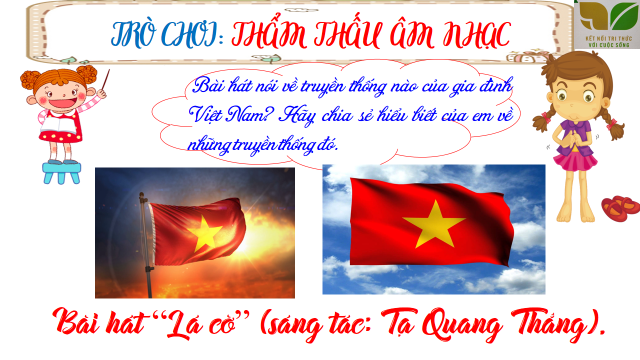 TRÒ CHƠI: THẨM THẤU ÂM NHẠC
KẾT NỐI TRI THỨC
VỚI CUỘC SỐNG
Bài hát nói về truyền thống nào của gia đình
Việt Nam? Hãy chia sẻ hiểu biết của em về
những truyền thống đó.
Bài hát “Lá cờ” (sáng tác: Tạ Quang Thắng).